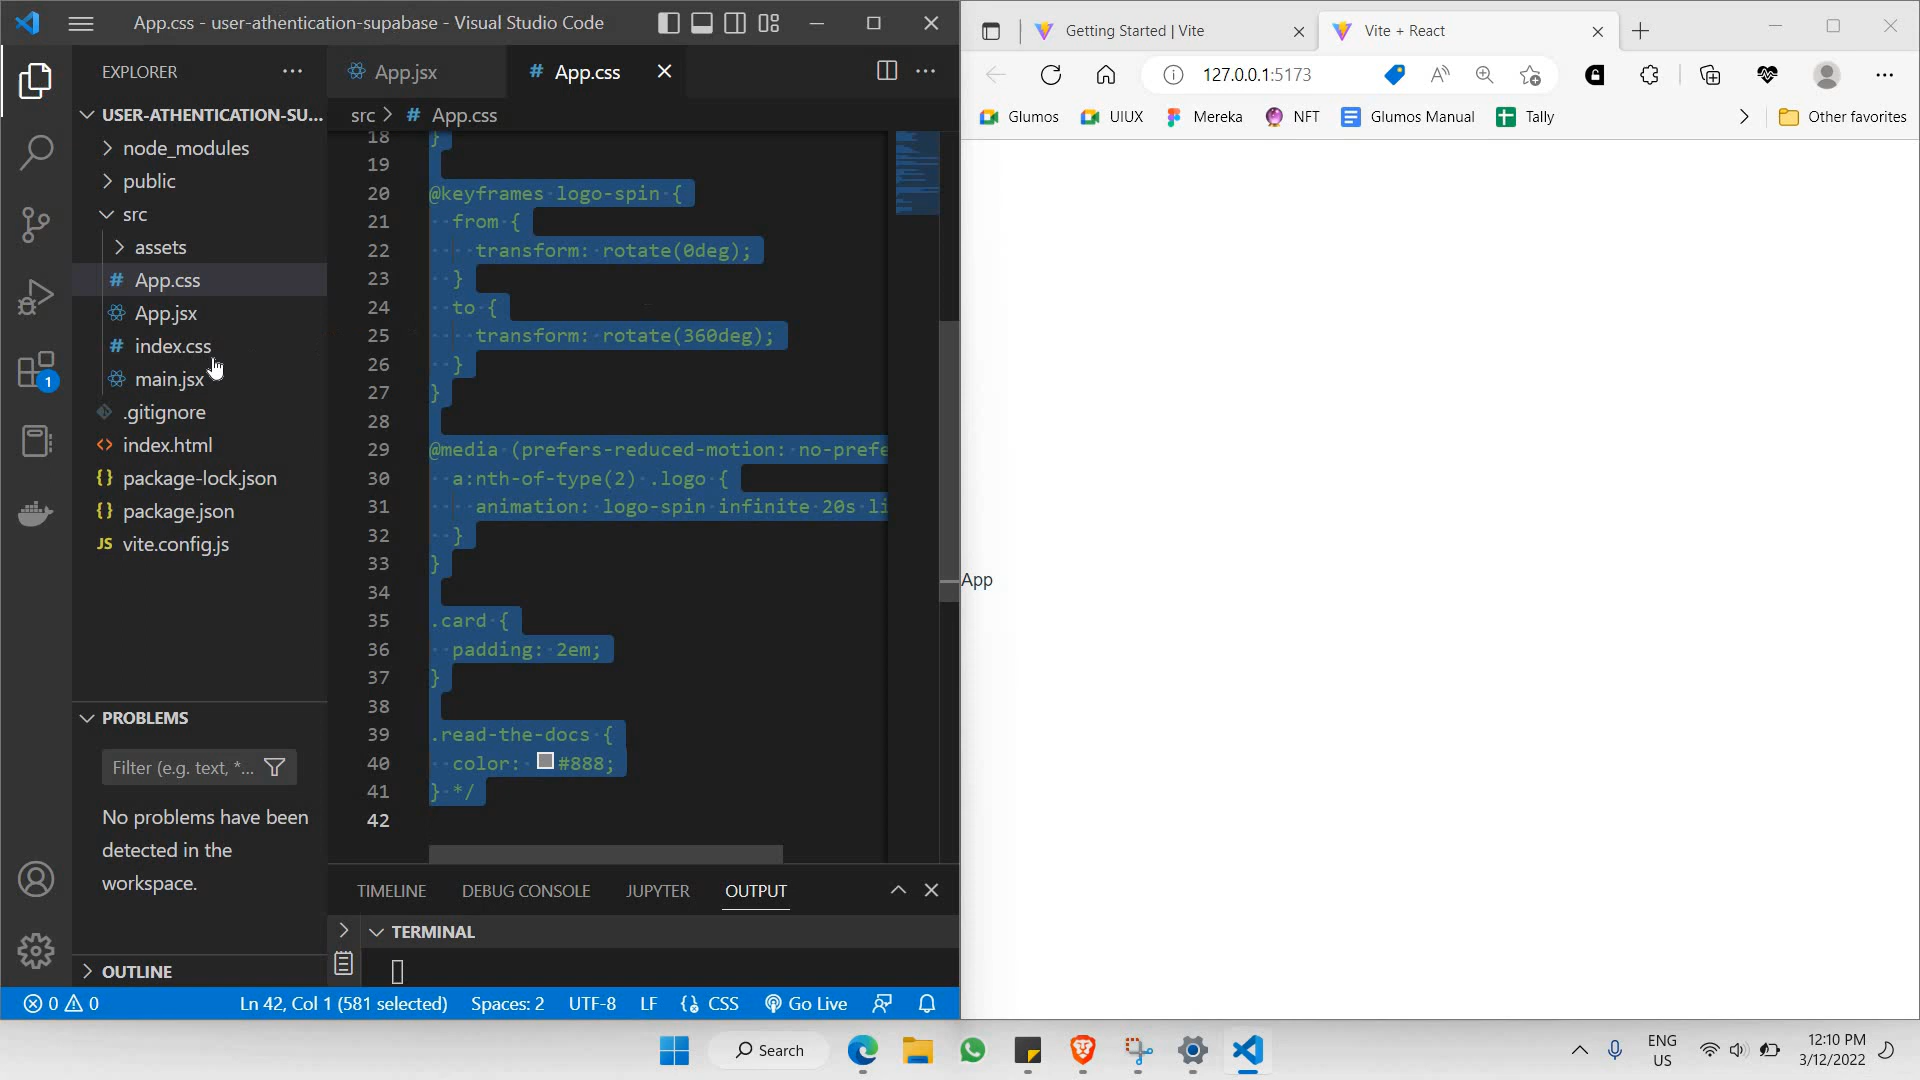 App.css - user-athentication-supabase - Visual Studio Code
EXPLORER
USER-ATHENTICATION-SU...
node_modules
public
src
assets
App.css
App.jsx
index.css
main.jsx
.gitignore
index.html
package-lock.json
package.json
vite.config.js
PROBLEMS
Filter (e.g. text, *...
No problems have been
detected in the
workspace.
OUTLINE
App.jsx
App.css
src > App.css
18 }
19
20 @keyframes logo-spin {
21 from {
22 transform: rotate(0deg);
23 }
24 to {
25 transform: rotate(360deg);
26 }
27 }
28
29 @media (prefers-reduced-motion: no-prefe
30 a:nth-of-type(2) .logo {
31 animation: logo-spin infinite 20s li
32 }
33 }
34
35 .card {
36 padding: 2em;
37 }
38
39 .read-the-docs {
40 color: #888;
41 } */
42
TIMELINE DEBUG CONSOLE JUPYTER OUTPUT
TERMINAL
1
0 0 Ln 42, Col 1 (581 selected) Spaces: 2 UTF-8 LF CSS Go Live
Getting Started | Vite
Vite + React
127.0.0.1:5173
Glumos UIUX Mereka NFT Glumos Manual Tally Other favorites
App
Search
ENG
US
12:10 PM
3/12/2022